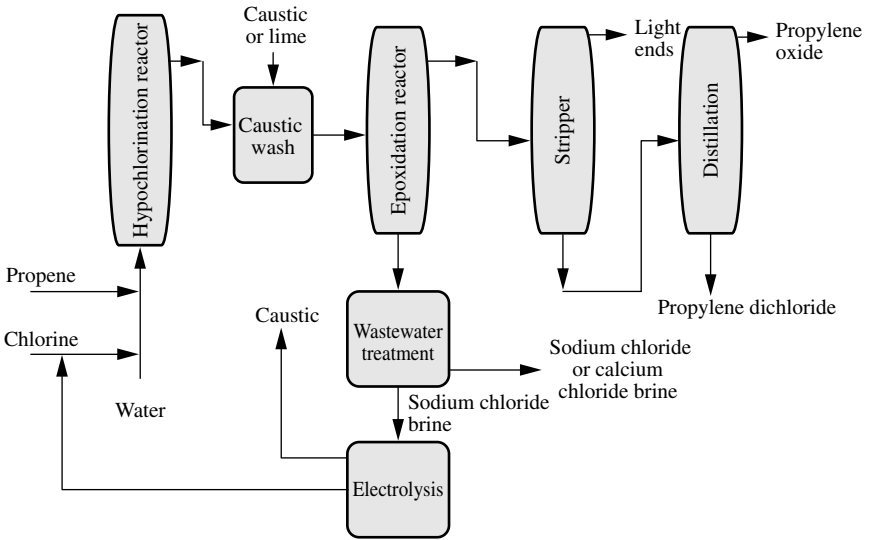 Hypochlorination reactor
Caustic
or lime
Caustic
wash
Epoxidation reactor
Stripper
Light
ends
Distillation
Propylene
oxide
Propene
Chlorine
Water
Caustic
Wastewater
treatment
Propylene dichloride
Sodium chloride
or calcium
chloride brine
Sodium chloride
brine
Electrolysis